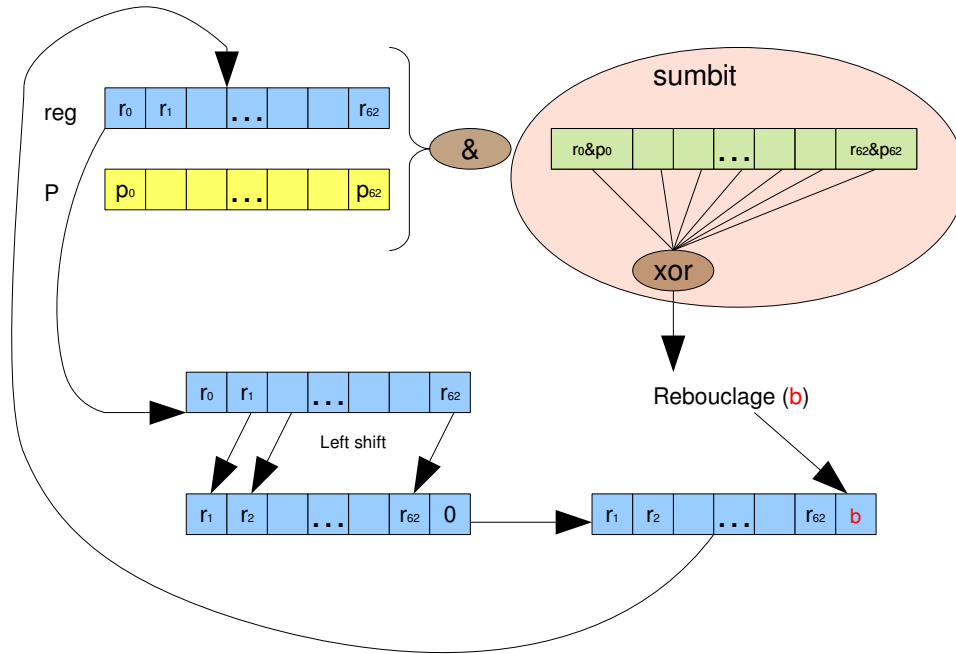 sumbit
reg r₀ r₁ ... r₆₂
&
r₀&p₀ ... r₆₂&p₆₂
P p₀ ... p₆₂
xor
r₀ r₁ ... r₆₂
Rebouclage (b)
Left shift
r₁ r₂ ... r₆₂ 0
r₁ r₂ ... r₆₂ b